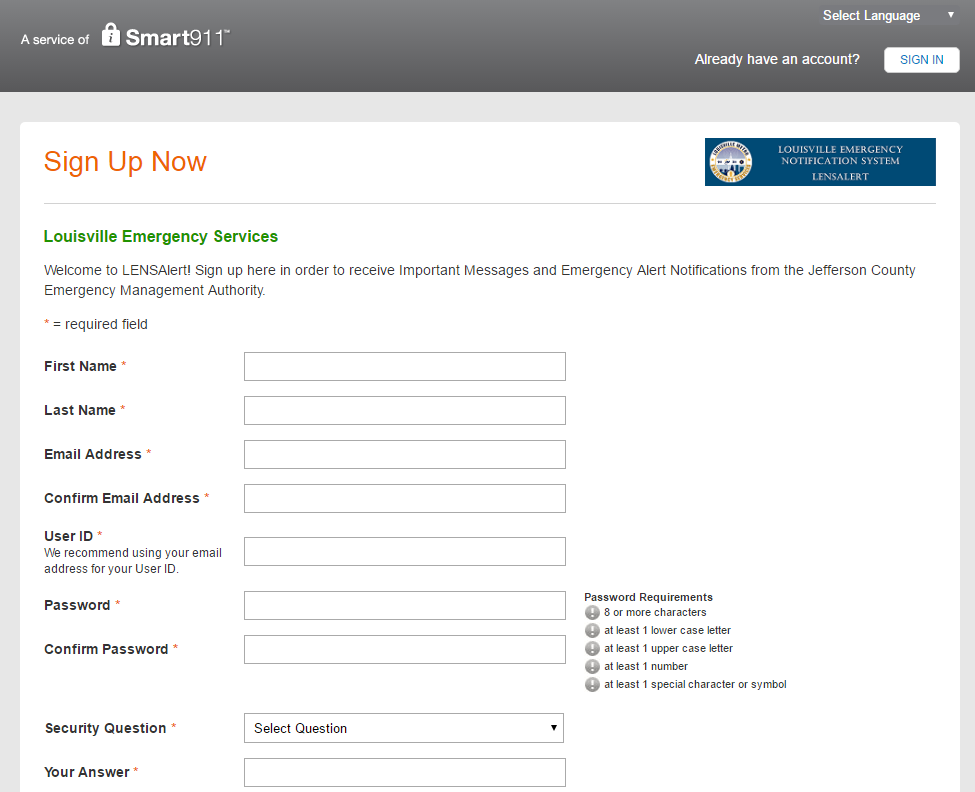 Select Language
A service of Smart911™
Already have an account? SIGN IN
Sign Up Now
LOUISVILLE EMERGENCY
NOTIFICATION SYSTEM
LENSALERT
Louisville Emergency Services
Welcome to LENSAlert! Sign up here in order to receive Important Messages and Emergency Alert Notifications from the Jefferson County
Emergency Management Authority.
* = required field
First Name *
Last Name *
Email Address *
Confirm Email Address *
User ID *
We recommend using your email
address for your User ID.
Password *
Confirm Password *
Password Requirements
8 or more characters
at least 1 lower case letter
at least 1 upper case letter
at least 1 number
at least 1 special character or symbol
Security Question *
Select Question
Your Answer *